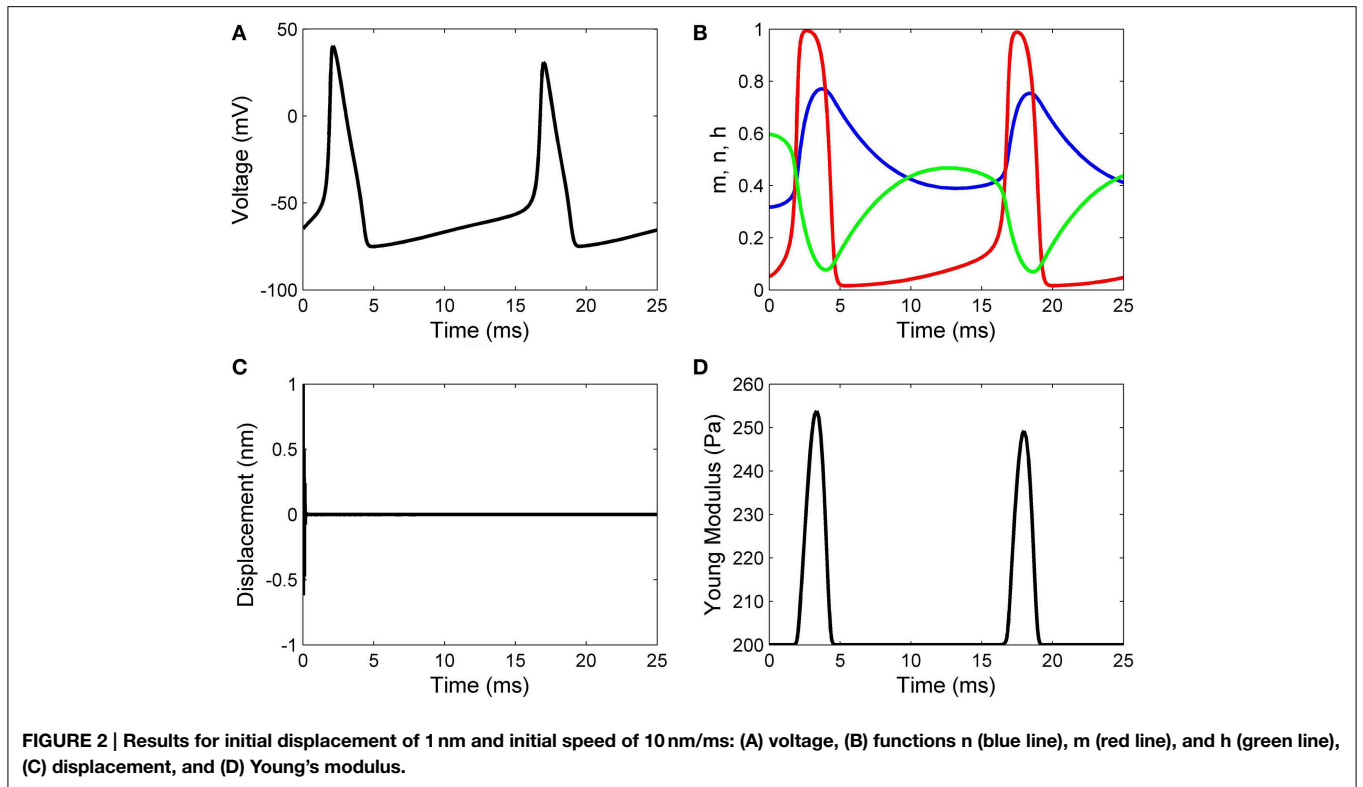 A
50
0
-50
-100
Voltage (mV)
0 5 10 15 20 25
Time (ms)
B
1
0.8
0.6
0.4
0.2
0
m, n, h
0 5 10 15 20 25
Time (ms)
C
1
0.5
0
-0.5
-1
Displacement (nm)
0 5 10 15 20 25
Time (ms)
D
260
250
240
230
220
210
200
Young Modulus (Pa)
0 5 10 15 20 25
Time (ms)
FIGURE 2 | Results for initial displacement of 1 nm and initial speed of 10 nm/ms: (A) voltage, (B) functions n (blue line), m (red line), and h (green line),
(C) displacement, and (D) Young's modulus.